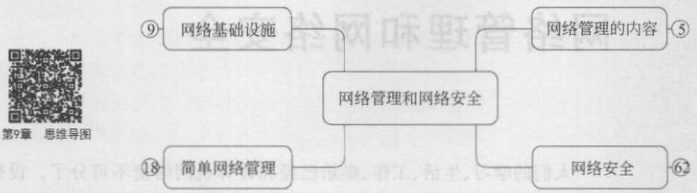 ⑨ 网络基础设施
网络管理的内容 ⑤
网络管理和网络安全
第9章 思维导图
⑱ 简单网络管理
网络安全 62